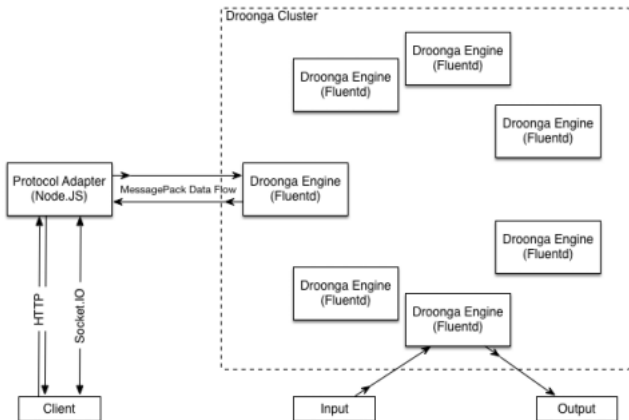 Droonga Cluster
Droonga Engine
(Fluentd)
Droonga Engine
(Fluentd)
Droonga Engine
(Fluentd)
Protocol Adapter
(Node.JS)
MessagePack Data Flow
Droonga Engine
(Fluentd)
Droonga Engine
(Fluentd)
Droonga Engine
(Fluentd)
Droonga Engine
(Fluentd)
HTTP
Socket.IO
Client
Input
Output